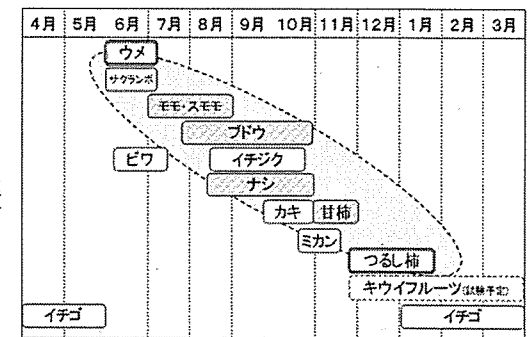 4月 5月 6月 7月 8月 9月 10月 11月 12月 1月 2月 3月
ウメ
サクランボ
モモ・スモモ
ブドウ
ビワ イチジク
ナシ
カキ 甘柿
ミカン
つるし柿
キウイフルーツ(試験予定)
イチゴ イチゴ